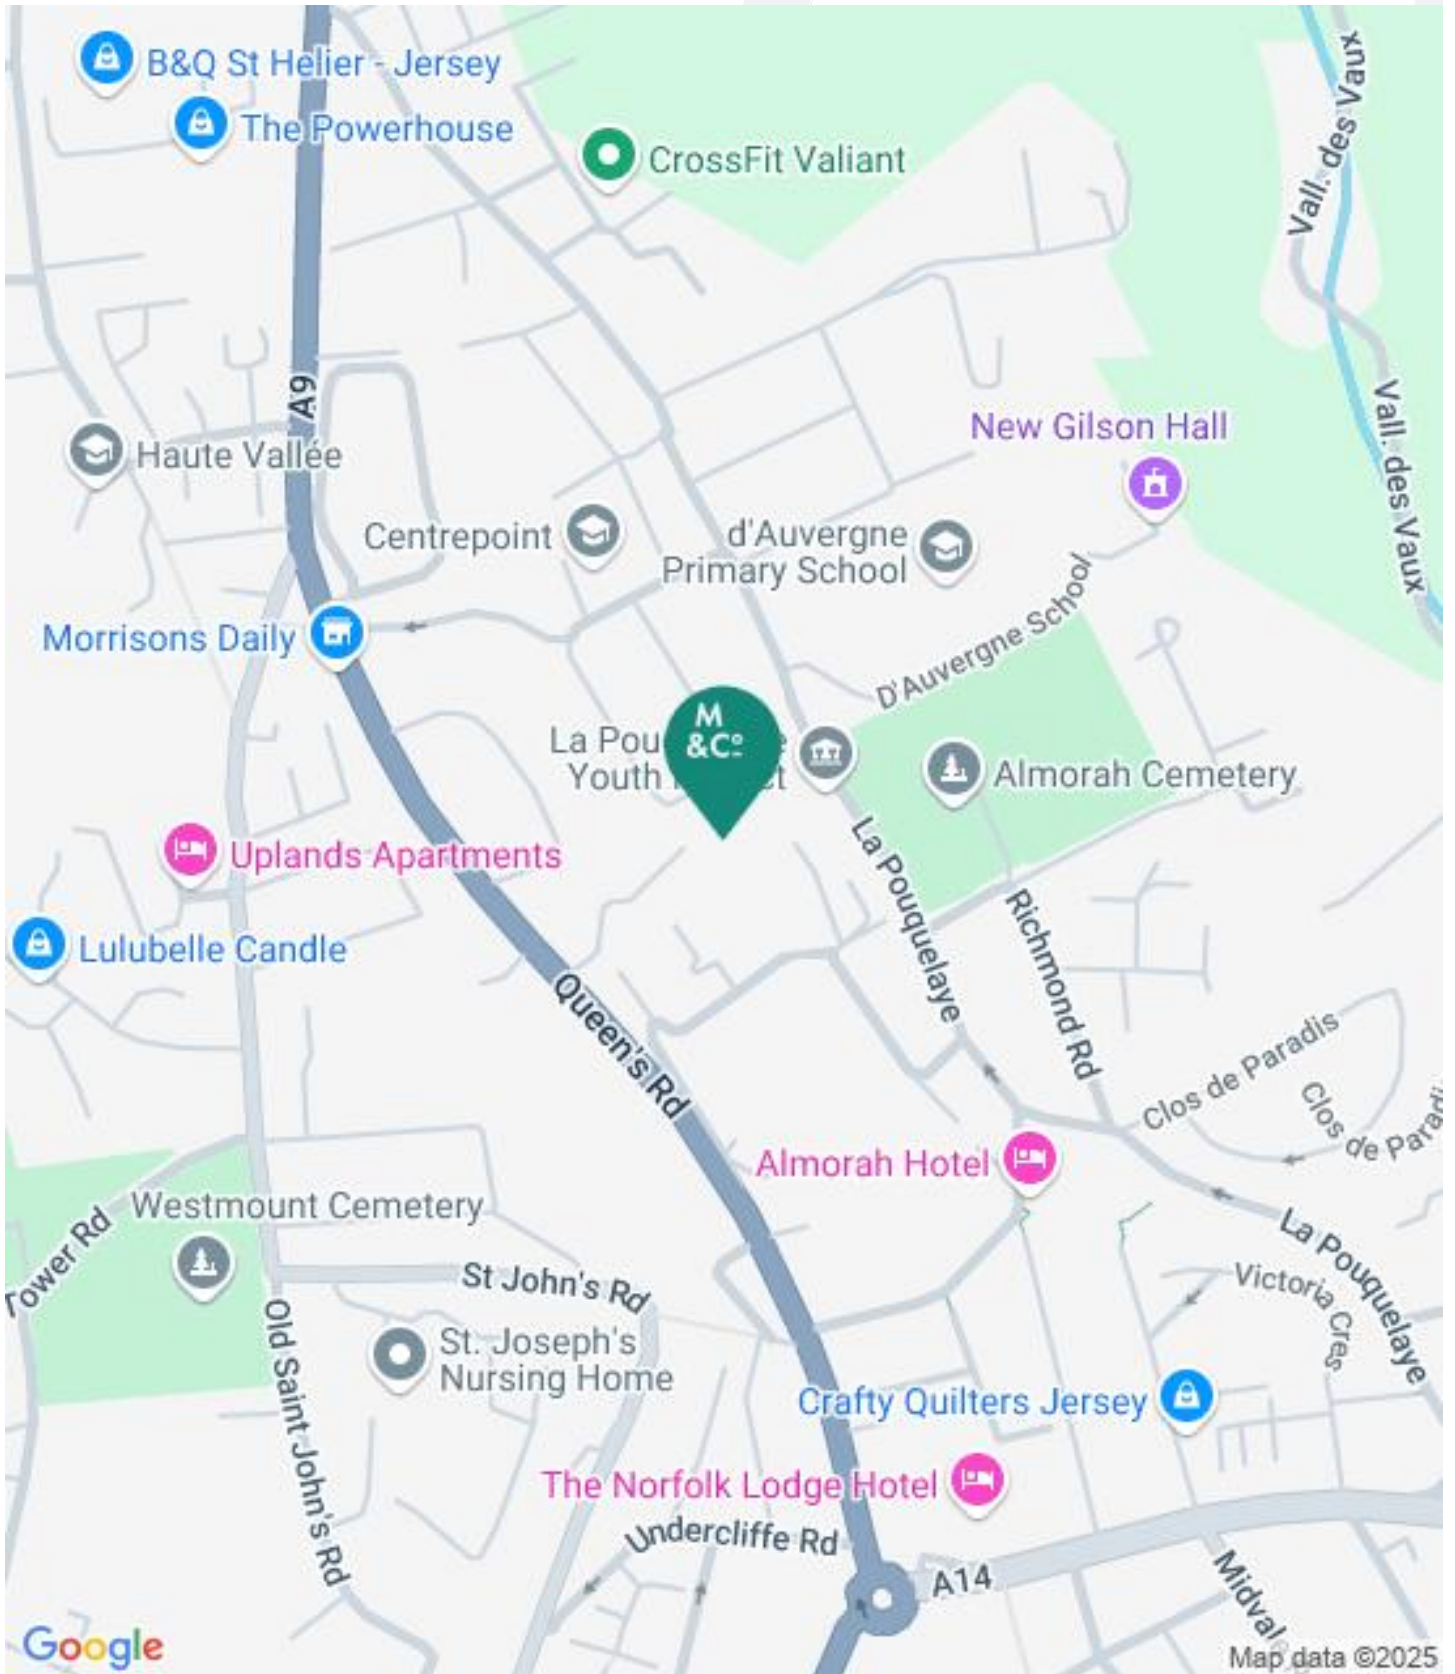 B&Q St Helier - Jersey
The Powerhouse
CrossFit Valiant
Vall. des Vaux
A9
Vall. des Vaux
New Gilson Hall
Haute Vallée
Centrepoint
d'Auvergne
Primary School
D'Auvergne School
Morrisons Daily
M
&Co
La
Youth
Almorah Cemetery
Uplands Apartments
La Pouquelaye
Richmond Rd
Lulubelle Candle
Queen's Rd
Clos de Paradis
Clos de Paradis
Almorah Hotel
Westmount Cemetery
Tower Rd
La Pouquelaye
St John's Rd
Victoria Cres
St. Joseph's
Nursing Home
Old Saint John's Rd
Crafty Quilters Jersey
The Norfolk Lodge Hotel
Undercliffe Rd
A14
Midval
Google
Map data ©2025